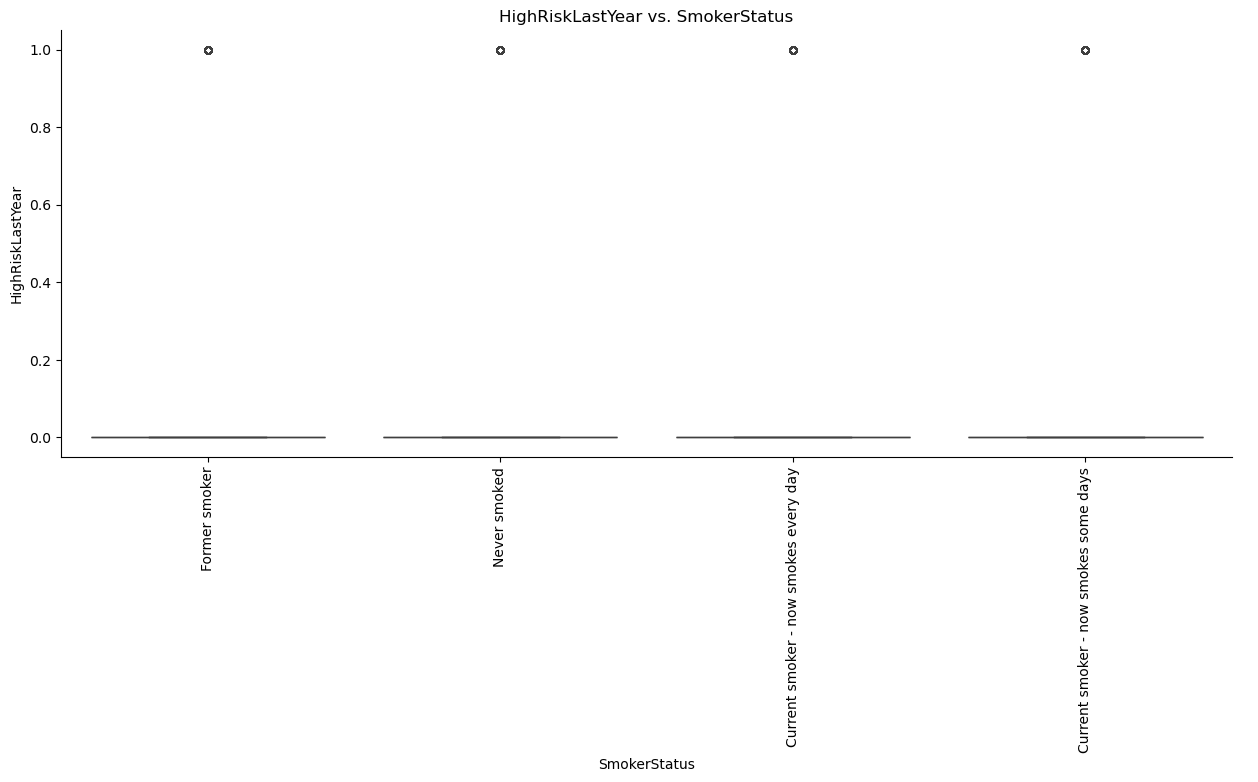 HighRiskLastYear vs. SmokerStatus
1.0
0.8
0.6
0.4
0.2
0.0
HighRiskLastYear
Former smoker
Never smoked
Current smoker - now smokes every day
Current smoker - now smokes some days
SmokerStatus